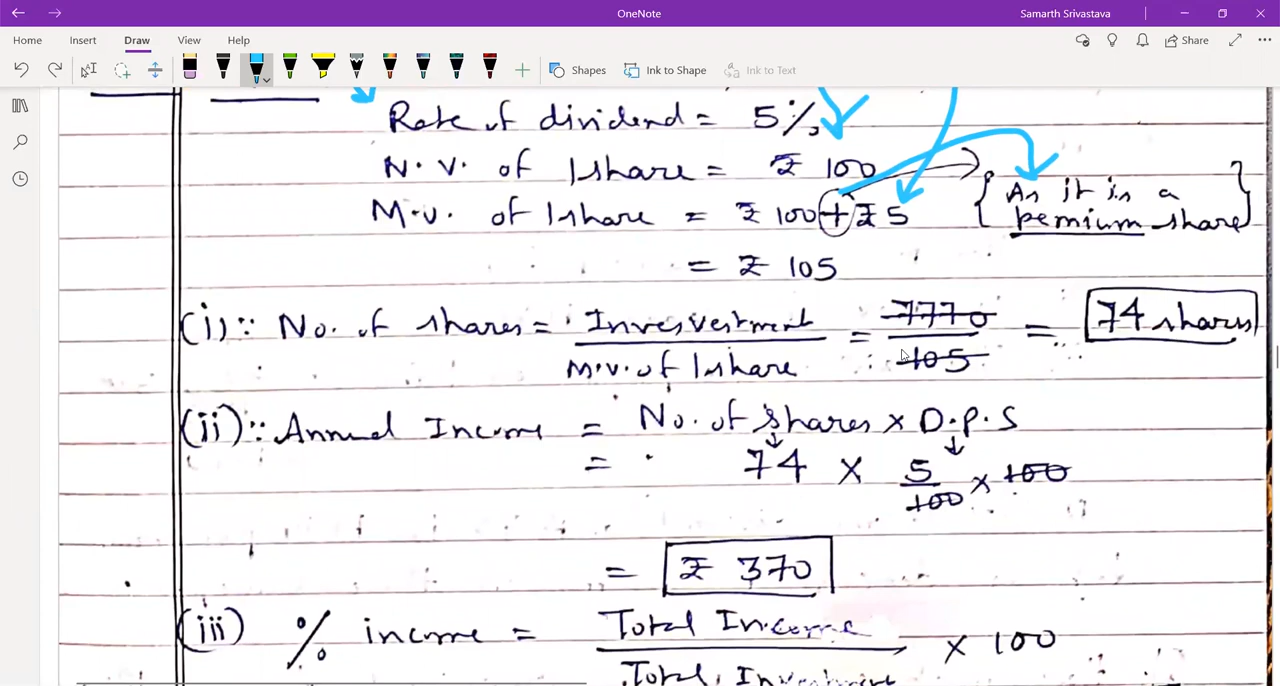 OneNote
Samarth Srivastava
Home Insert Draw View Help
Share
Shapes Ink to Shape Ink to Text
Rate of dividend = 5%,
N.V. of 1share = ₹ 100
M.V. of 1share = ₹ 100 + ₹ 5 { As it is a
pemium share }
= ₹ 105
(i) ∵ No. of shares = Invesvestment / M.V. of 1share = 7770 / 105 = 74 shares
(ii) ∵ Annual Income = No. of shares × D.P.S
= 74 × 5/100 × 100
= ₹ 370
(iii) % income = Total Income / Total Investment × 100